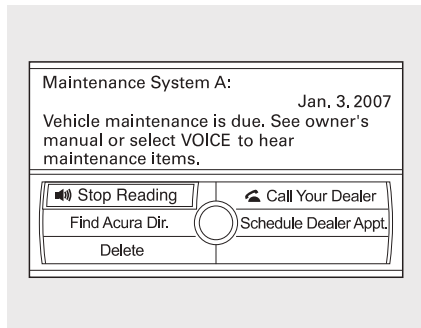 Maintenance System A:
Jan. 3, 2007
Vehicle maintenance is due. See owner's
manual or select VOICE to hear
maintenance items.
Stop Reading
Call Your Dealer
Find Acura Dir.
Schedule Dealer Appt.
Delete